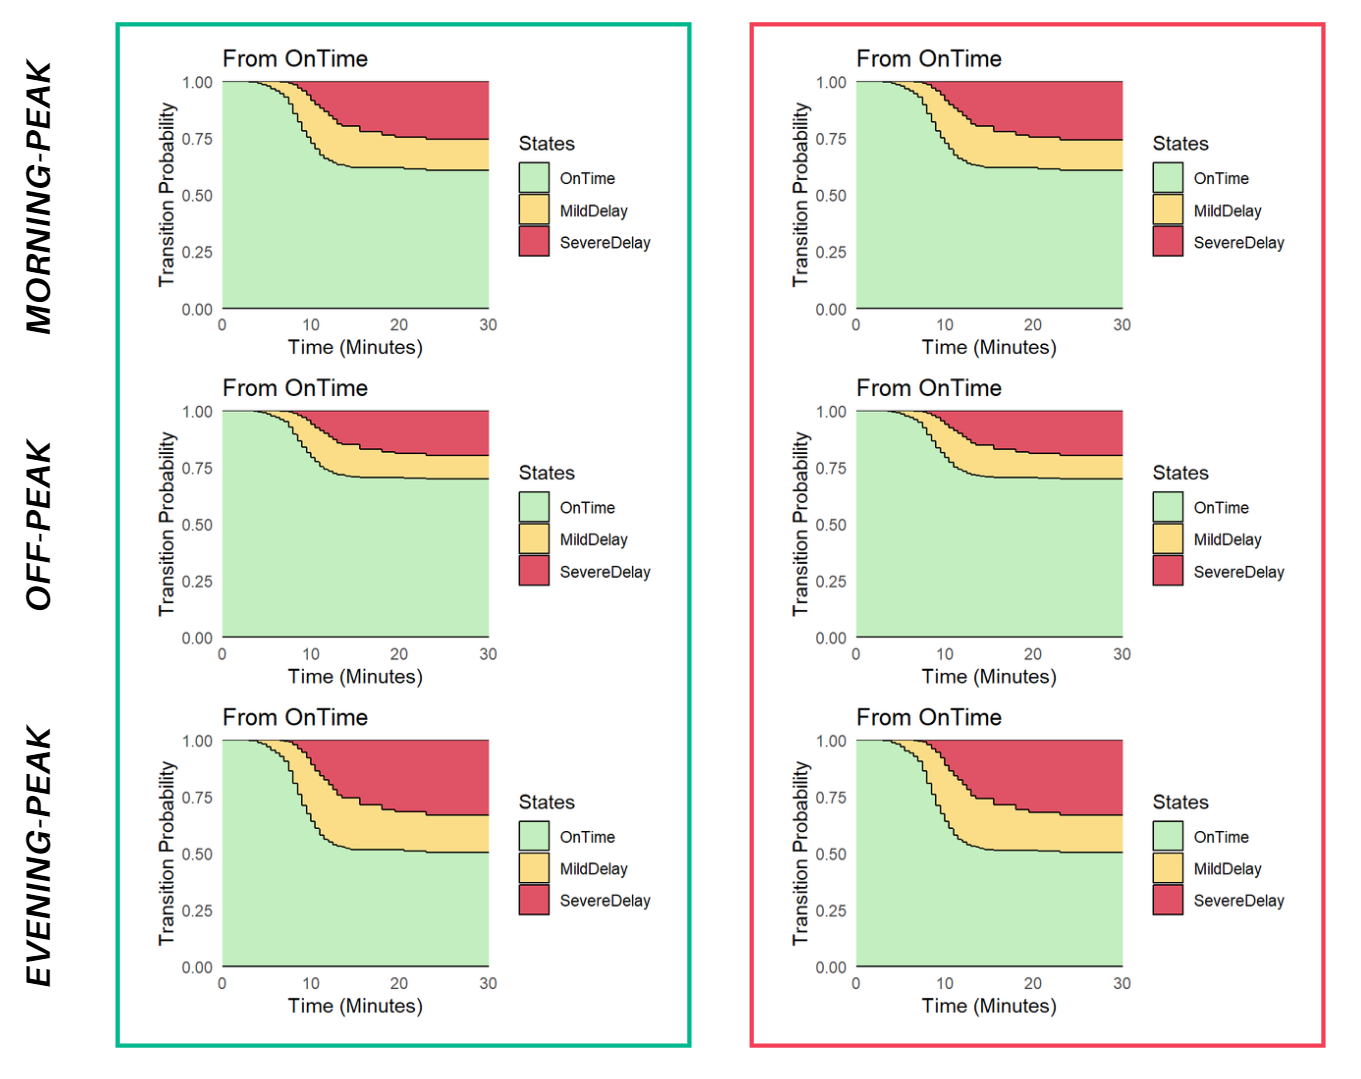 MORNING-PEAK
From OnTime
Transition Probability
1.00
0.75
0.50
0.25
0.00
0 10 20 30
Time (Minutes)
States
OnTime
MildDelay
SevereDelay
From OnTime
Transition Probability
1.00
0.75
0.50
0.25
0.00
0 10 20 30
Time (Minutes)
States
OnTime
MildDelay
SevereDelay
OFF-PEAK
From OnTime
Transition Probability
1.00
0.75
0.50
0.25
0.00
0 10 20 30
Time (Minutes)
States
OnTime
MildDelay
SevereDelay
From OnTime
Transition Probability
1.00
0.75
0.50
0.25
0.00
0 10 20 30
Time (Minutes)
States
OnTime
MildDelay
SevereDelay
EVENING-PEAK
From OnTime
Transition Probability
1.00
0.75
0.50
0.25
0.00
0 10 20 30
Time (Minutes)
States
OnTime
MildDelay
SevereDelay
From OnTime
Transition Probability
1.00
0.75
0.50
0.25
0.00
0 10 20 30
Time (Minutes)
States
OnTime
MildDelay
SevereDelay